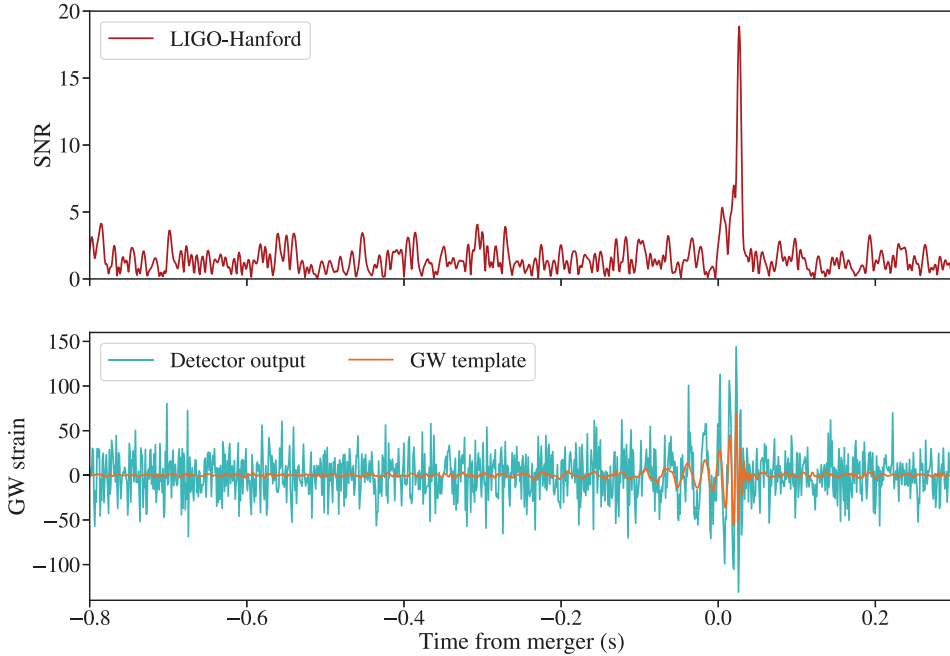 20
15
10
5
0
SNR
LIGO-Hanford
150
100
50
0
−50
−100
GW strain
Detector output
GW template
−0.8
−0.6
−0.4
−0.2
0.0
0.2
Time from merger (s)